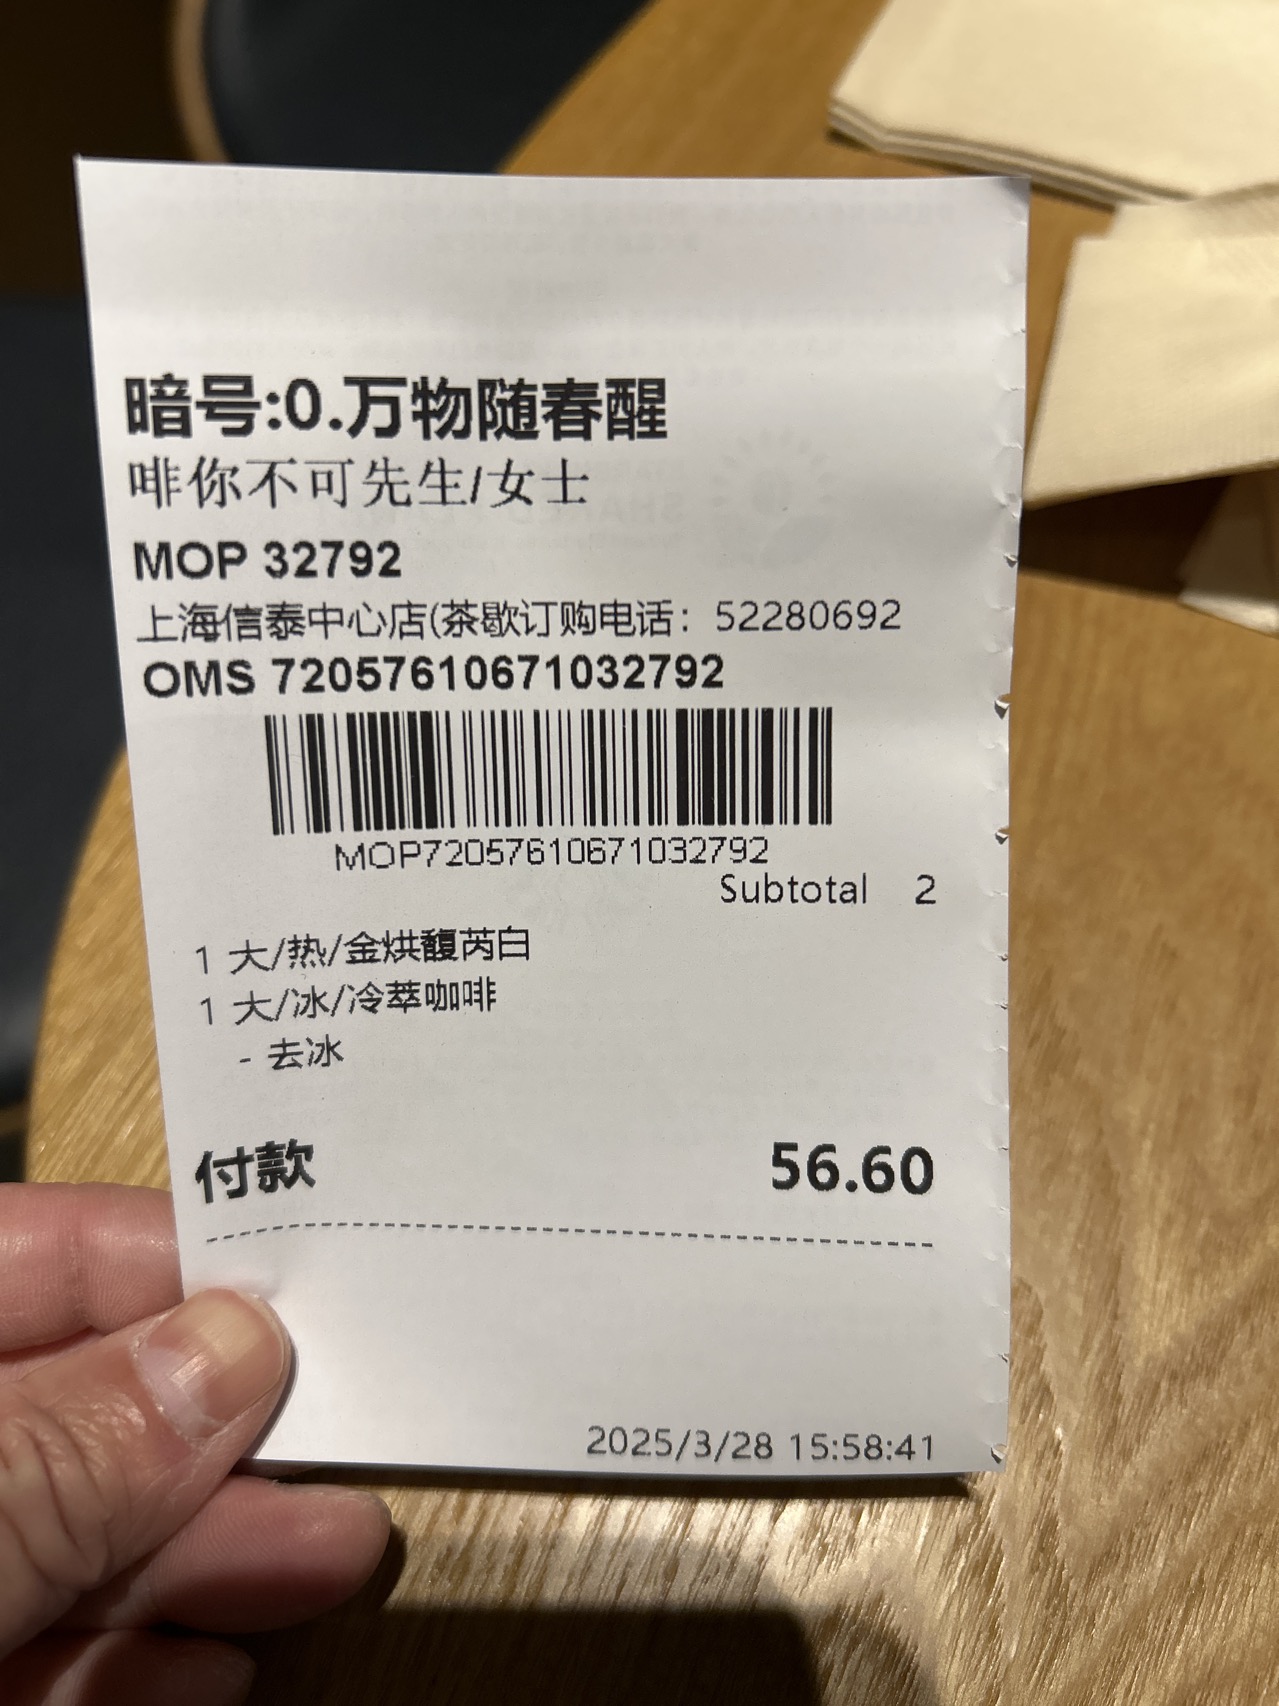 暗号:0.万物随春醒
啡你不可先生/女士
MOP 32792
上海信泰中心店(茶歇订购电话：52280692
OMS 72057610671032792
MOP72057610671032792
Subtotal 2
1 大/热/金烘馥芮白
1 大/冰/冷萃咖啡
- 去冰
付款 56.60
2025/3/28 15:58:41